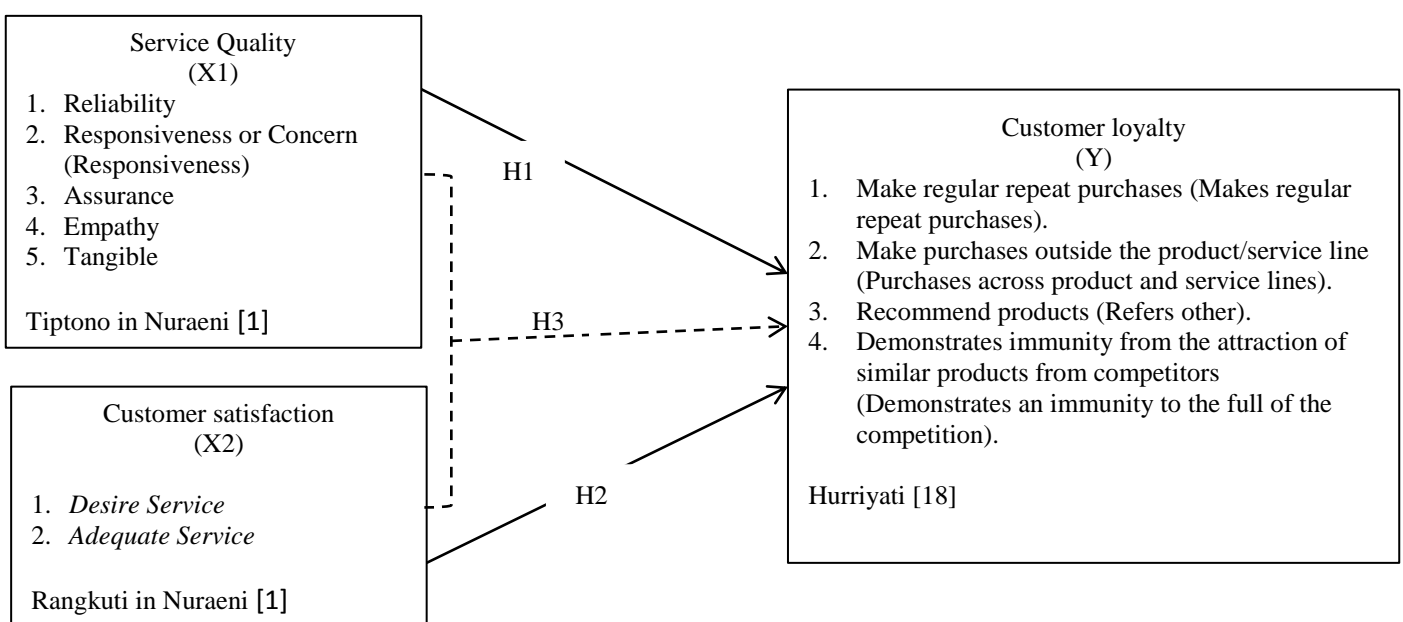 Service Quality
(X1)
1. Reliability
2. Responsiveness or Concern
(Responsiveness)
3. Assurance
4. Empathy
5. Tangible
Tiptono in Nuraeni [1]
Customer satisfaction
(X2)
1. Desire Service
2. Adequate Service
Rangkuti in Nuraeni [1]
H1
H3
H2
Customer loyalty
(Y)
1. Make regular repeat purchases (Makes regular
repeat purchases).
2. Make purchases outside the product/service line
(Purchases across product and service lines).
3. Recommend products (Refers other).
4. Demonstrates immunity from the attraction of
similar products from competitors
(Demonstrates an immunity to the full of the
competition).
Hurriyati [18]